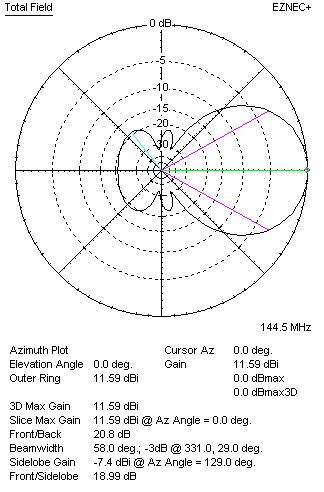 Total Field
EZNEC+
0 dB
-5
-10
-15
-20
-30
144.5 MHz
Azimuth Plot
Cursor Az 0.0 deg.
Elevation Angle 0.0 deg.
Gain 11.59 dBi
Outer Ring 11.59 dBi
0.0 dBmax
0.0 dBmax3D
3D Max Gain 11.59 dBi
Slice Max Gain 11.59 dBi @ Az Angle = 0.0 deg.
Front/Back 20.8 dB
Beamwidth 58.0 deg.; -3dB @ 331.0, 29.0 deg.
Sidelobe Gain -7.4 dBi @ Az Angle = 129.0 deg.
Front/Sidelobe 18.99 dB